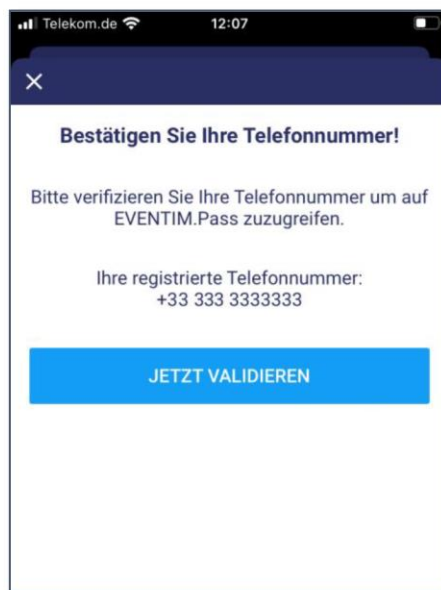 Telekom.de 12:07
Bestätigen Sie Ihre Telefonnummer!
Bitte verifizieren Sie Ihre Telefonnummer um auf
EVENTIM.Pass zuzugreifen.
Ihre registrierte Telefonnummer:
+33 333 3333333
JETZT VALIDIEREN